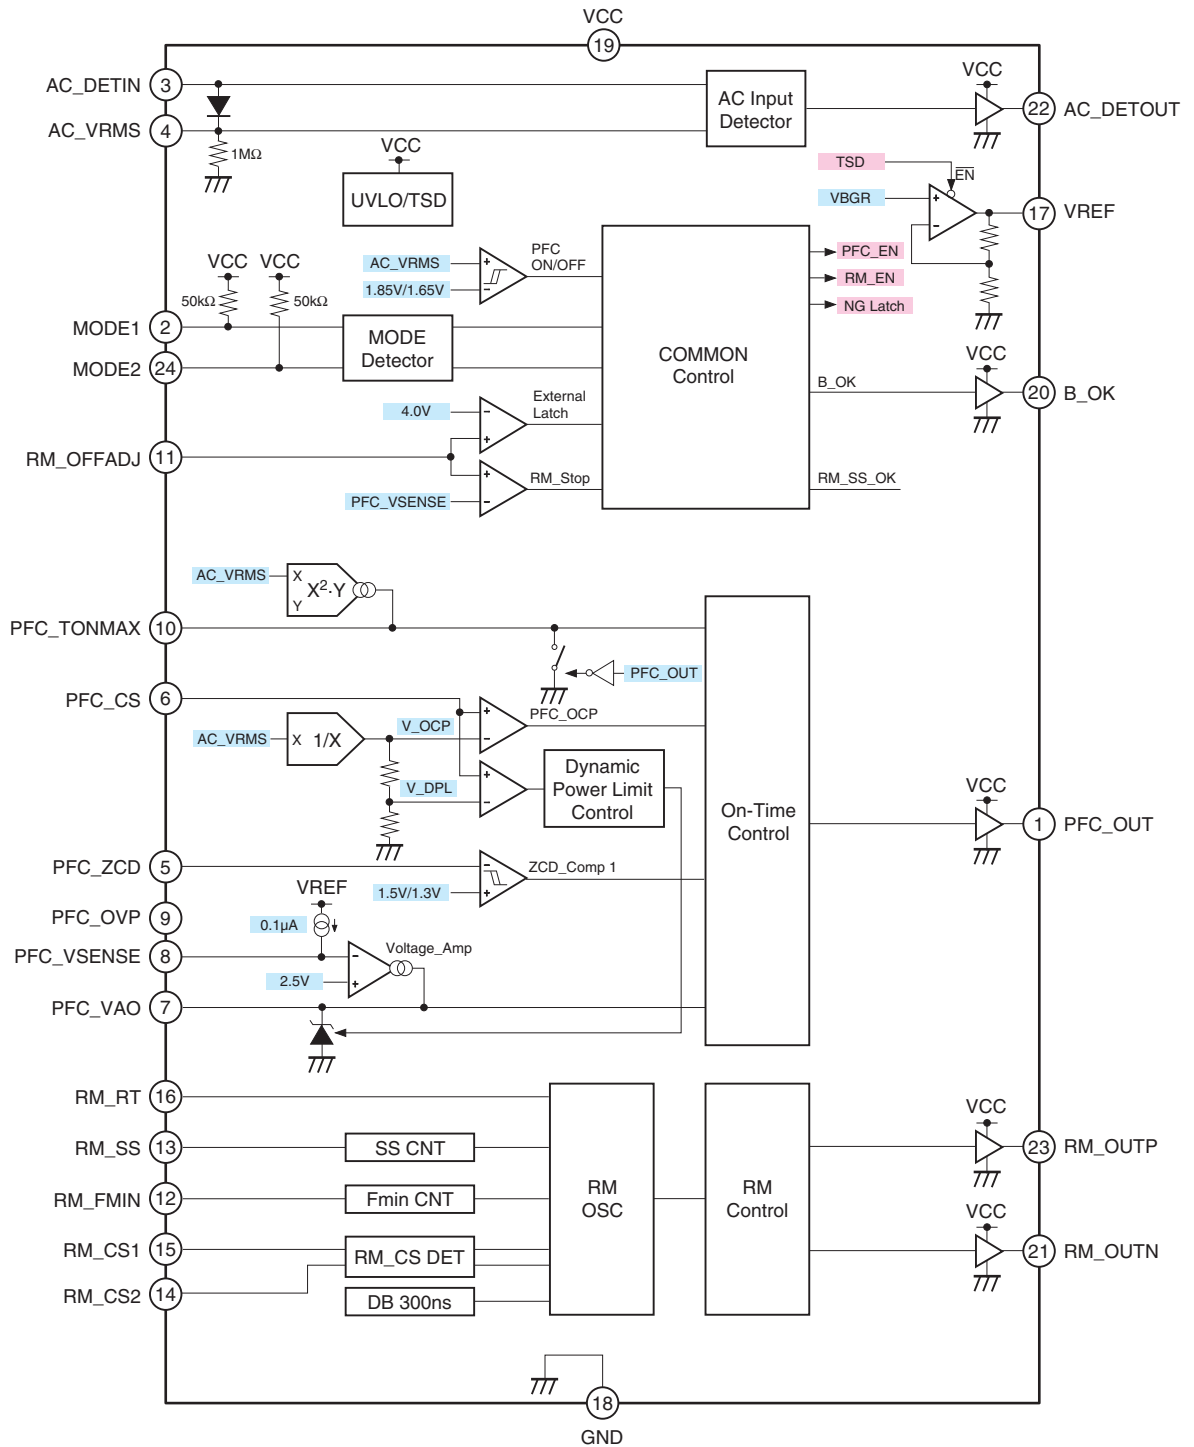 VCC
19
AC_DETIN
3
AC_VRMS
4
1MΩ
AC Input
Detector
VCC
22
AC_DETOUT
VCC
UVLO/TSD
TSD
EN
VBGR
+
-
17
VREF
AC_VRMS
+
1.85V/1.65V
-
PFC
ON/OFF
VCC
VCC
50kΩ
50kΩ
MODE1
2
MODE2
24
MODE
Detector
COMMON
Control
PFC_EN
RM_EN
NG Latch
VCC
B_OK
20
B_OK
4.0V
-
+
External
Latch
RM_OFFADJ
11
+
-
RM_Stop
PFC_VSENSE
RM_SS_OK
AC_VRMS
X
Y
X²·Y
PFC_TONMAX
10
PFC_OUT
PFC_CS
6
AC_VRMS
X 1/X
V_OCP
+
-
PFC_OCP
V_DPL
+
-
Dynamic
Power Limit
Control
On-Time
Control
VCC
1
PFC_OUT
PFC_ZCD
5
-
+
ZCD_Comp 1
1.5V/1.3V
VREF
PFC_OVP
9
0.1µA
PFC_VSENSE
8
-
+
Voltage_Amp
2.5V
PFC_VAO
7
RM_RT
16
RM_SS
13
SS CNT
RM_FMIN
12
Fmin CNT
RM_CS1
15
RM_CS DET
RM_CS2
14
DB 300ns
RM
OSC
RM
Control
VCC
23
RM_OUTP
VCC
21
RM_OUTN
18
GND